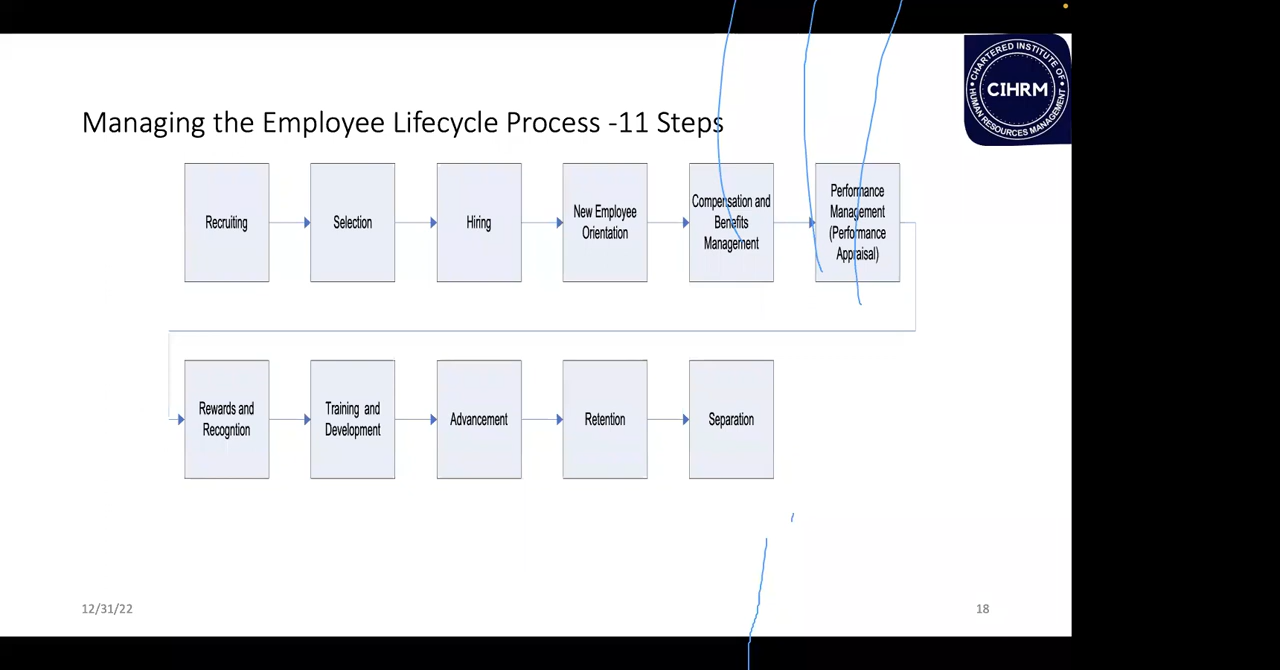 CHARTERED INSTITUTE OF
CIHRM
HUMAN RESOURCES MANAGEMENT
Managing the Employee Lifecycle Process -11 Steps
Recruiting
Selection
Hiring
New Employee
Orientation
Compensation and
Benefits
Management
Performance
Management
(Performance
Appraisal)
Rewards and
Recogntion
Training and
Development
Advancement
Retention
Separation
12/31/22
18